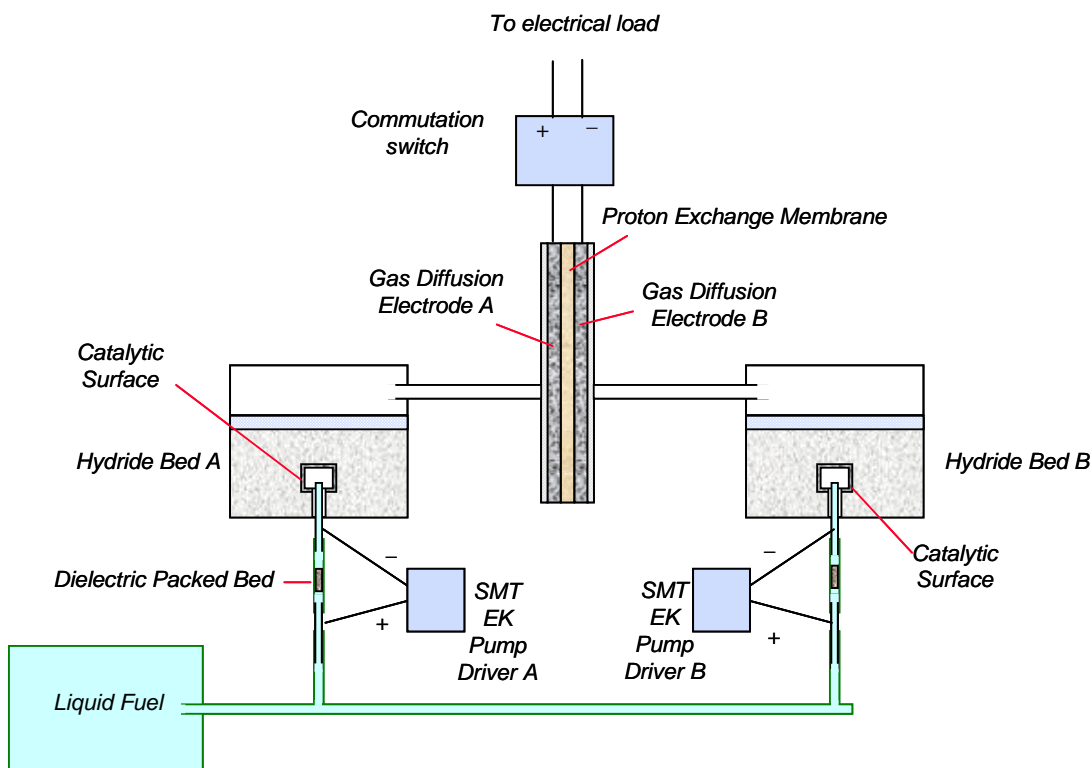 To electrical load
Commutation
switch
+ −
Proton Exchange Membrane
Gas Diffusion
Electrode A
Gas Diffusion
Electrode B
Catalytic
Surface
Hydride Bed A
Hydride Bed B
Catalytic
Surface
Dielectric Packed Bed
−
+
SMT
EK
Pump
Driver A
SMT
EK
Pump
Driver B
−
+
Liquid Fuel